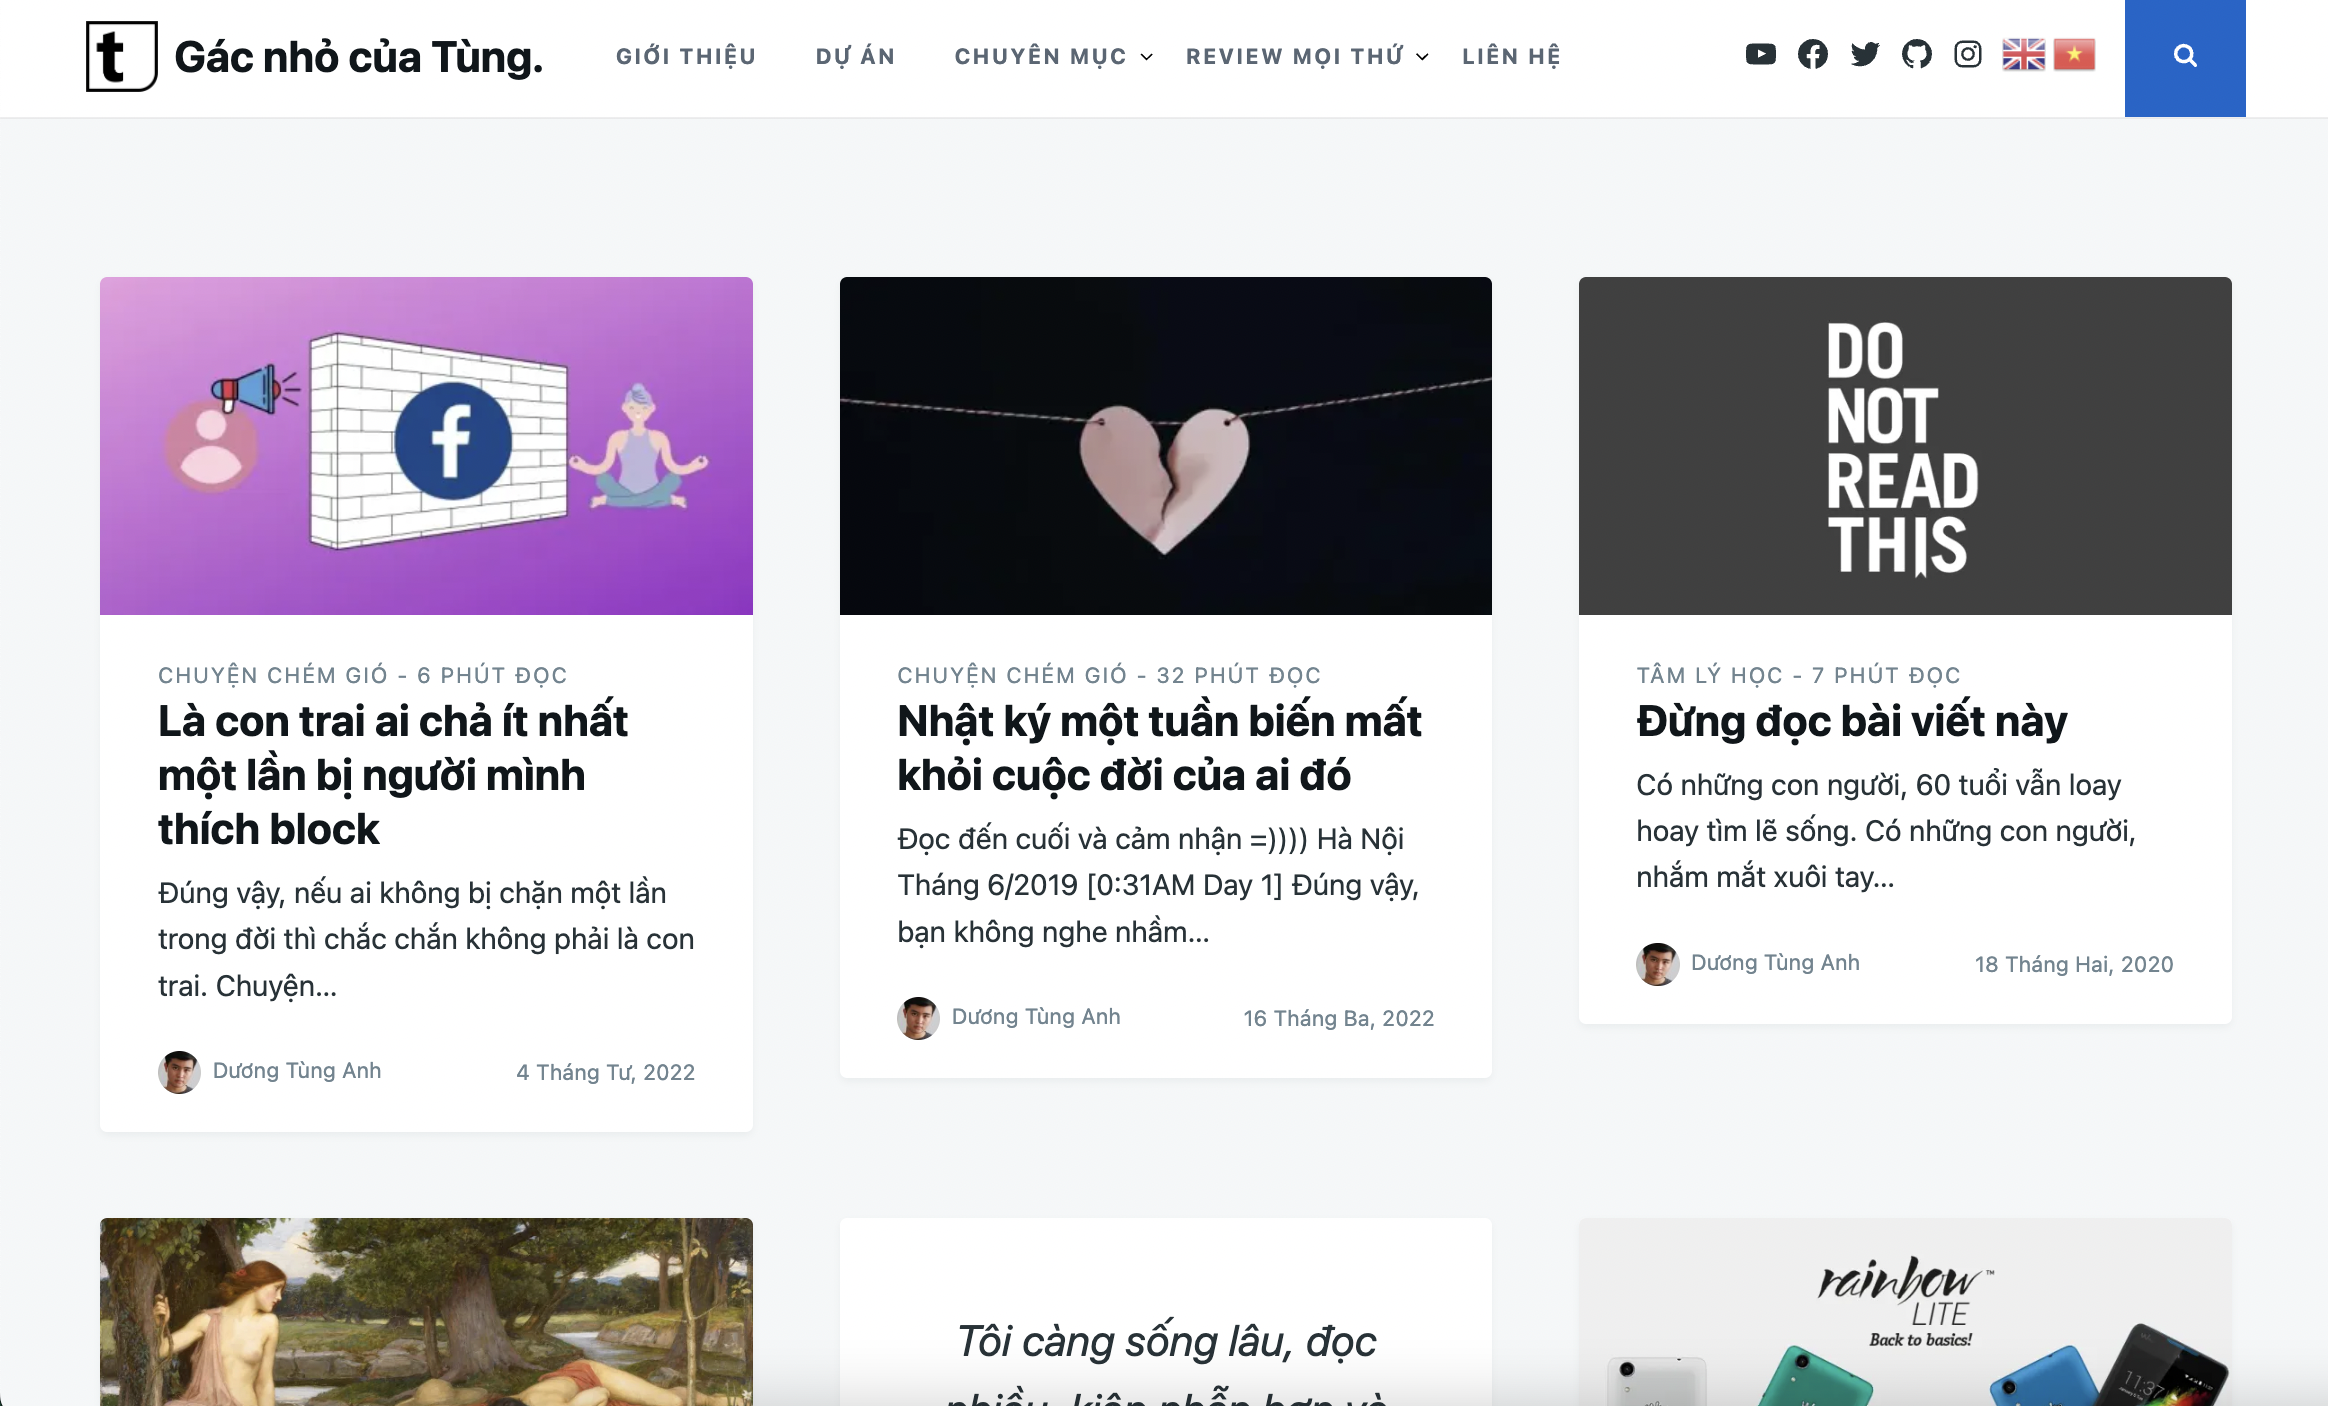 t Gác nhỏ của Tùng. GIỚI THIỆU DỰ ÁN CHUYÊN MỤC REVIEW MỌI THỨ LIÊN HỆ
f
DO
NOT
READ
THIS
CHUYỆN CHÉM GIÓ - 6 PHÚT ĐỌC
Là con trai ai chả ít nhất
một lần bị người mình
thích block
Đúng vậy, nếu ai không bị chặn một lần
trong đời thì chắc chắn không phải là con
trai. Chuyện...
Dương Tùng Anh 4 Tháng Tư, 2022
CHUYỆN CHÉM GIÓ - 32 PHÚT ĐỌC
Nhật ký một tuần biến mất
khỏi cuộc đời của ai đó
Đọc đến cuối và cảm nhận =)))) Hà Nội
Tháng 6/2019 [0:31AM Day 1] Đúng vậy,
bạn không nghe nhầm...
Dương Tùng Anh 16 Tháng Ba, 2022
TÂM LÝ HỌC - 7 PHÚT ĐỌC
Đừng đọc bài viết này
Có những con người, 60 tuổi vẫn loay
hoay tìm lẽ sống. Có những con người,
nhắm mắt xuôi tay...
Dương Tùng Anh 18 Tháng Hai, 2020
Tôi càng sống lâu, đọc
nhiều, kiên nhẫn hơn và
rainbow™
LITE
Back to basics!
11:37